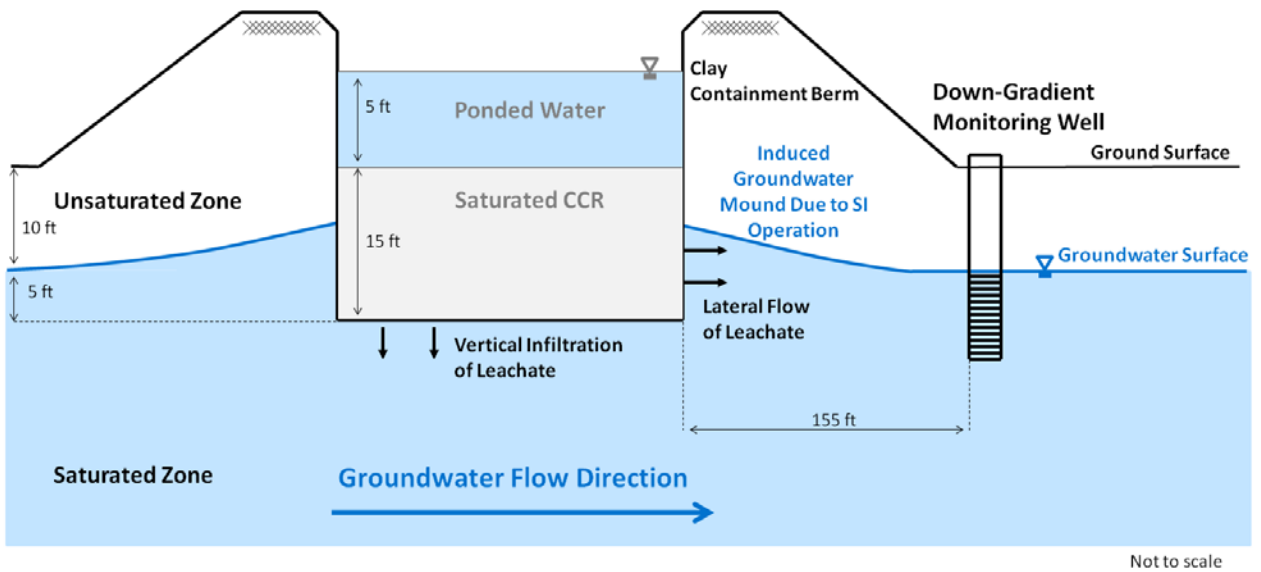 Clay
Containment Berm
Down-Gradient
Monitoring Well
5 ft
Ponded Water
Ground Surface
Induced
Groundwater
Mound Due to SI
Operation
Unsaturated Zone
Saturated CCR
10 ft
15 ft
Groundwater Surface
5 ft
Lateral Flow
of Leachate
Vertical Infiltration
of Leachate
155 ft
Saturated Zone
Groundwater Flow Direction
Not to scale